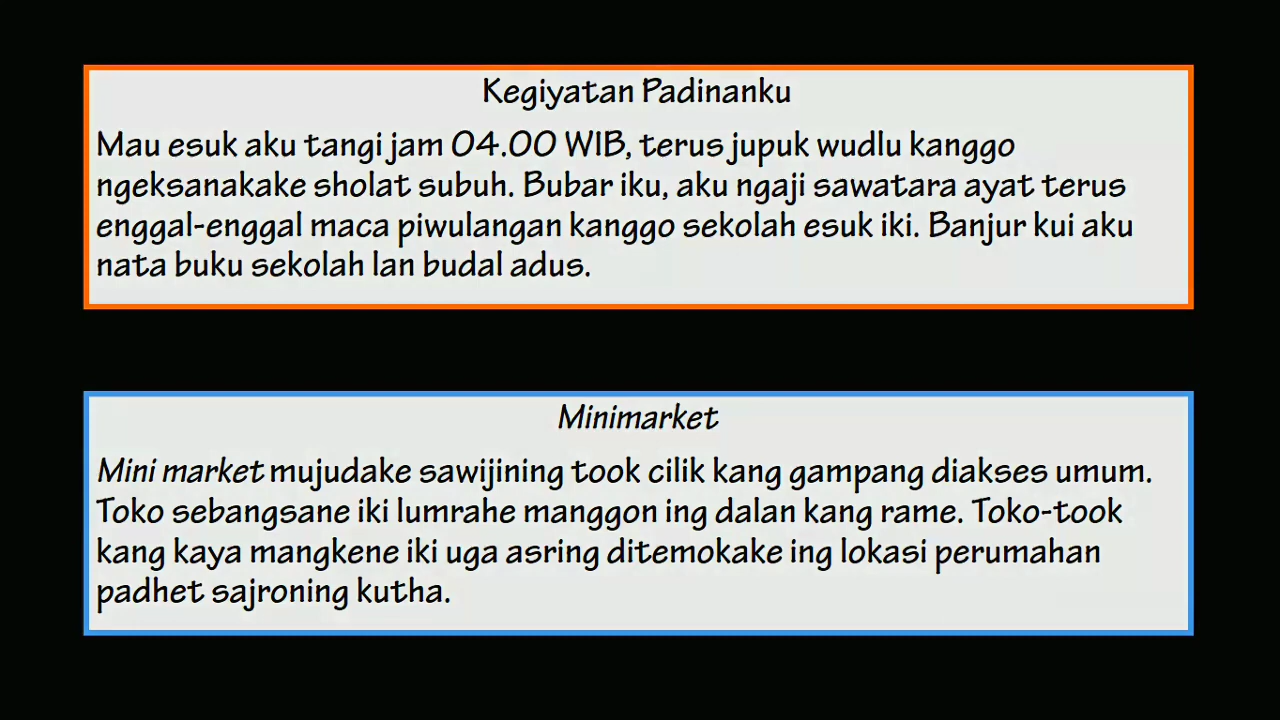 Kegiyatan Padinanku
Mau esuk aku tangi jam 04.00 WIB, terus jupuk wudlu kanggo
ngeksanakake sholat subuh. Bubar iku, aku ngaji sawatara ayat terus
enggal-enggal maca piwulangan kanggo sekolah esuk iki. Banjur kui aku
nata buku sekolah lan budal adus.
Minimarket
Mini market mujudake sawijining took cilik kang gampang diakses umum.
Toko sebangsane iki lumrahe manggon ing dalan kang rame. Toko-took
kang kaya mangkene iki uga asring ditemokake ing lokasi perumahan
padhet sajroning kutha.